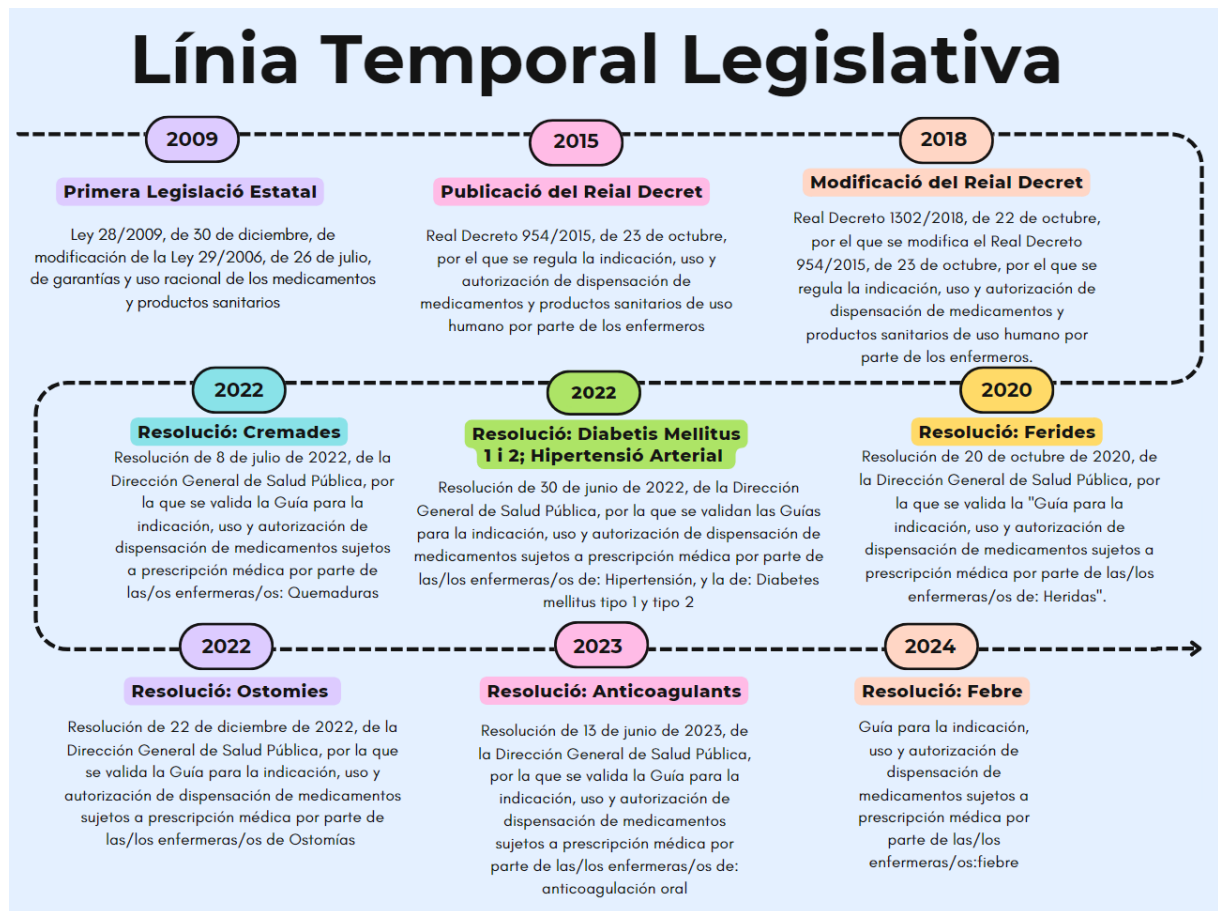 Línia Temporal Legislativa
2009
Primera Legislació Estatal
Ley 28/2009, de 30 de diciembre, de
modificación de la Ley 29/2006, de 26 de julio,
de garantías y uso racional de los medicamentos
y productos sanitarios
2015
Publicació del Reial Decret
Real Decreto 954/2015, de 23 de octubre,
por el que se regula la indicación, uso y
autorización de dispensación de
medicamentos y productos sanitarios de uso
humano por parte de los enfermeros
2018
Modificació del Reial Decret
Real Decreto 1302/2018, de 22 de octubre,
por el que se modifica el Real Decreto
954/2015, de 23 de octubre, por el que se
regula la indicación, uso y autorización de
dispensación de medicamentos y
productos sanitarios de uso humano por
parte de los enfermeros.
2022
Resolució: Cremades
Resolución de 8 de julio de 2022, de la
Dirección General de Salud Pública, por
la que se valida la Guía para la
indicación, uso y autorización de
dispensación de medicamentos sujetos
a prescripción médica por parte de
las/os enfermeras/os: Quemaduras
2022
Resolució: Diabetis Mellitus
1 i 2; Hipertensió Arterial
Resolución de 30 de junio de 2022, de la Dirección
General de Salud Pública, por la que se validan las Guías
para la indicación, uso y autorización de dispensación de
medicamentos sujetos a prescripción médica por parte de
las/los enfermeras/os de: Hipertensión, y la de: Diabetes
mellitus tipo 1 y tipo 2
2020
Resolució: Ferides
Resolución de 20 de octubre de 2020, de
la Dirección General de Salud Pública, por
la que se valida la "Guía para la
indicación, uso y autorización de
dispensación de medicamentos sujetos a
prescripción médica por parte de las/los
enfermeras/os de: Heridas".
2022
Resolució: Ostomies
Resolución de 22 de diciembre de 2022, de la
Dirección General de Salud Pública, por la que
se valida la Guía para la indicación, uso y
autorización de dispensación de medicamentos
sujetos a prescripción médica por parte de
las/los enfermeras/os de Ostomías
2023
Resolució: Anticoagulants
Resolución de 13 de junio de 2023, de
la Dirección General de Salud Pública,
por la que se valida la Guía para la
indicación, uso y autorización de
dispensación de medicamentos
sujetos a prescripción médica por
parte de las/los enfermeras/os de:
anticoagulación oral
2024
Resolució: Febre
Guía para la indicación,
uso y autorización de
dispensación de
medicamentos sujetos a
prescripción médica por
parte de las/los
enfermeras/os:fiebre